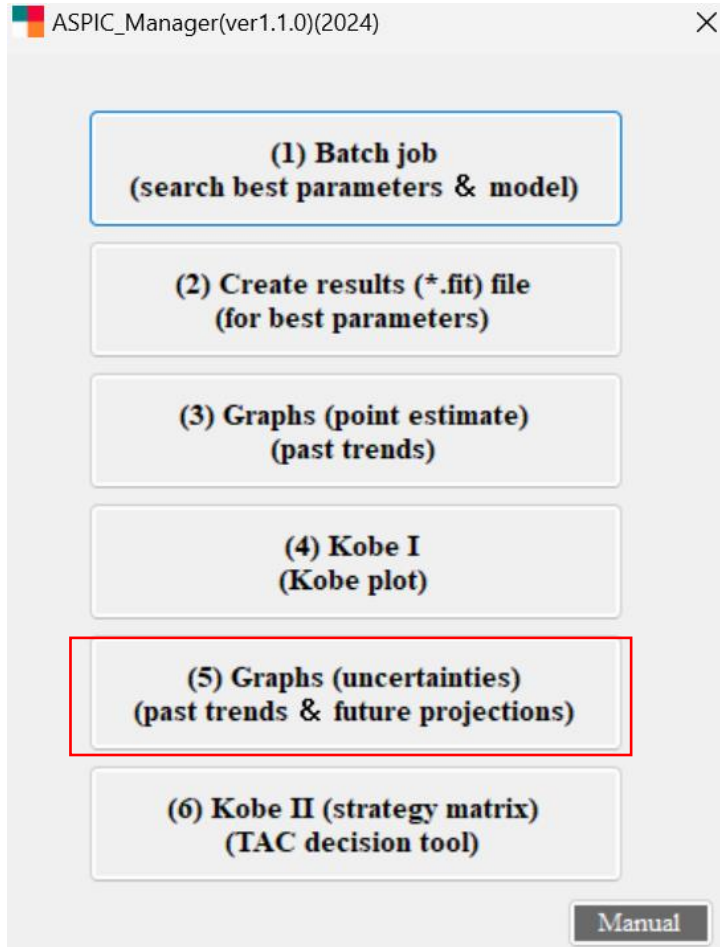 ASPIC_Manager(ver1.1.0)(2024)
(1) Batch job
(search best parameters & model)
(2) Create results (*.fit) file
(for best parameters)
(3) Graphs (point estimate)
(past trends)
(4) Kobe I
(Kobe plot)
(5) Graphs (uncertainties)
(past trends & future projections)
(6) Kobe II (strategy matrix)
(TAC decision tool)
Manual